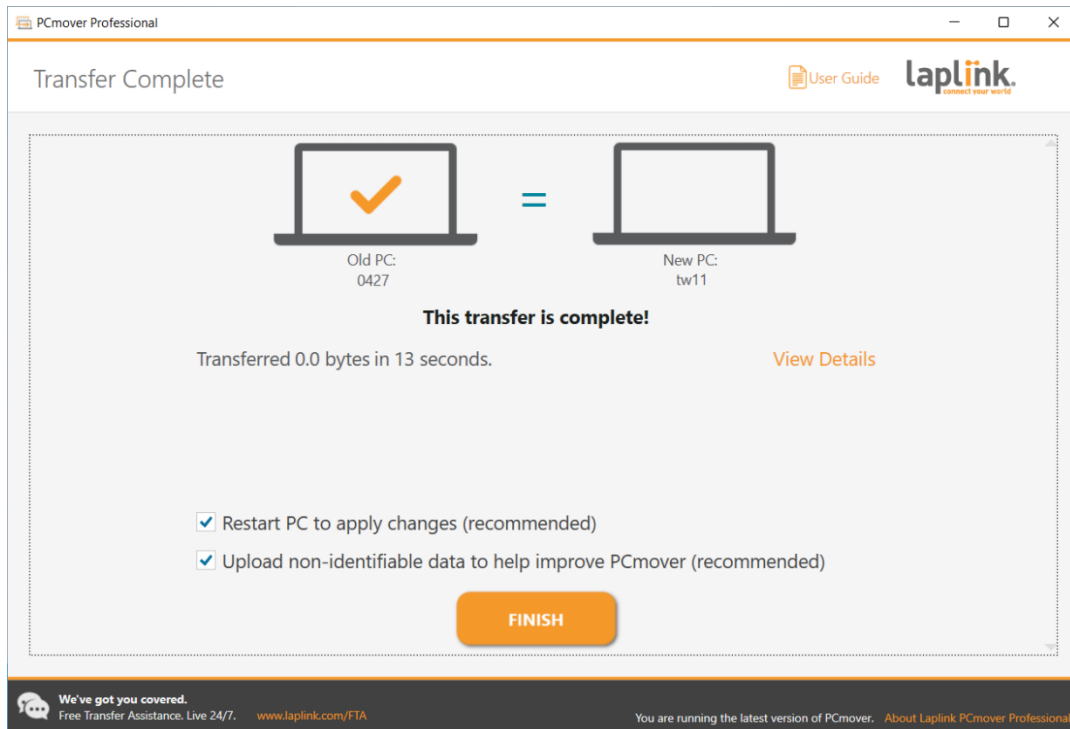 PCmover Professional
Transfer Complete
User Guide
laplink.
connect your world
Old PC:
0427
=
New PC:
tw11
This transfer is complete!
Transferred 0.0 bytes in 13 seconds.
View Details
Restart PC to apply changes (recommended)
Upload non-identifiable data to help improve PCmover (recommended)
FINISH
We've got you covered.
Free Transfer Assistance. Live 24/7. www.laplink.com/FTA
You are running the latest version of PCmover. About Laplink PCmover Professional